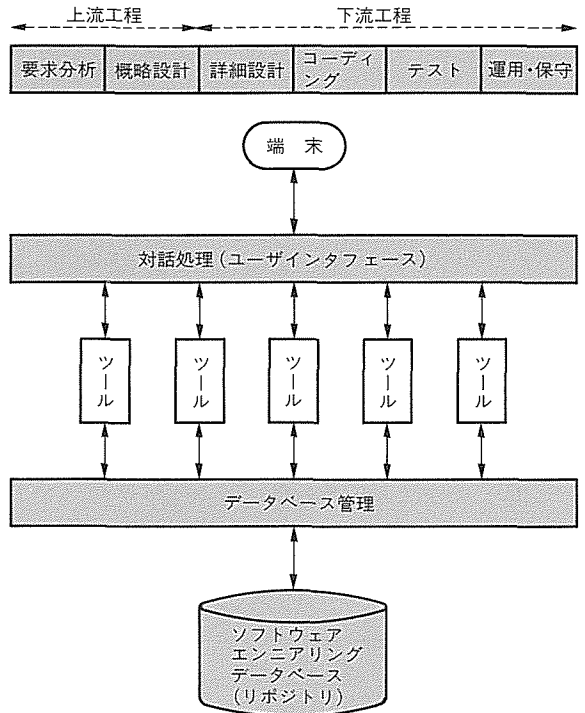 上流工程 下流工程
要求分析 概略設計 詳細設計 コーディ テスト 運用・保守
ング
端 末
対話処理(ユーザインタフェース)
ツール ツール ツール ツール ツール
データベース管理
ソフトウェア
エンニアリング
データベース
(リポジトリ)